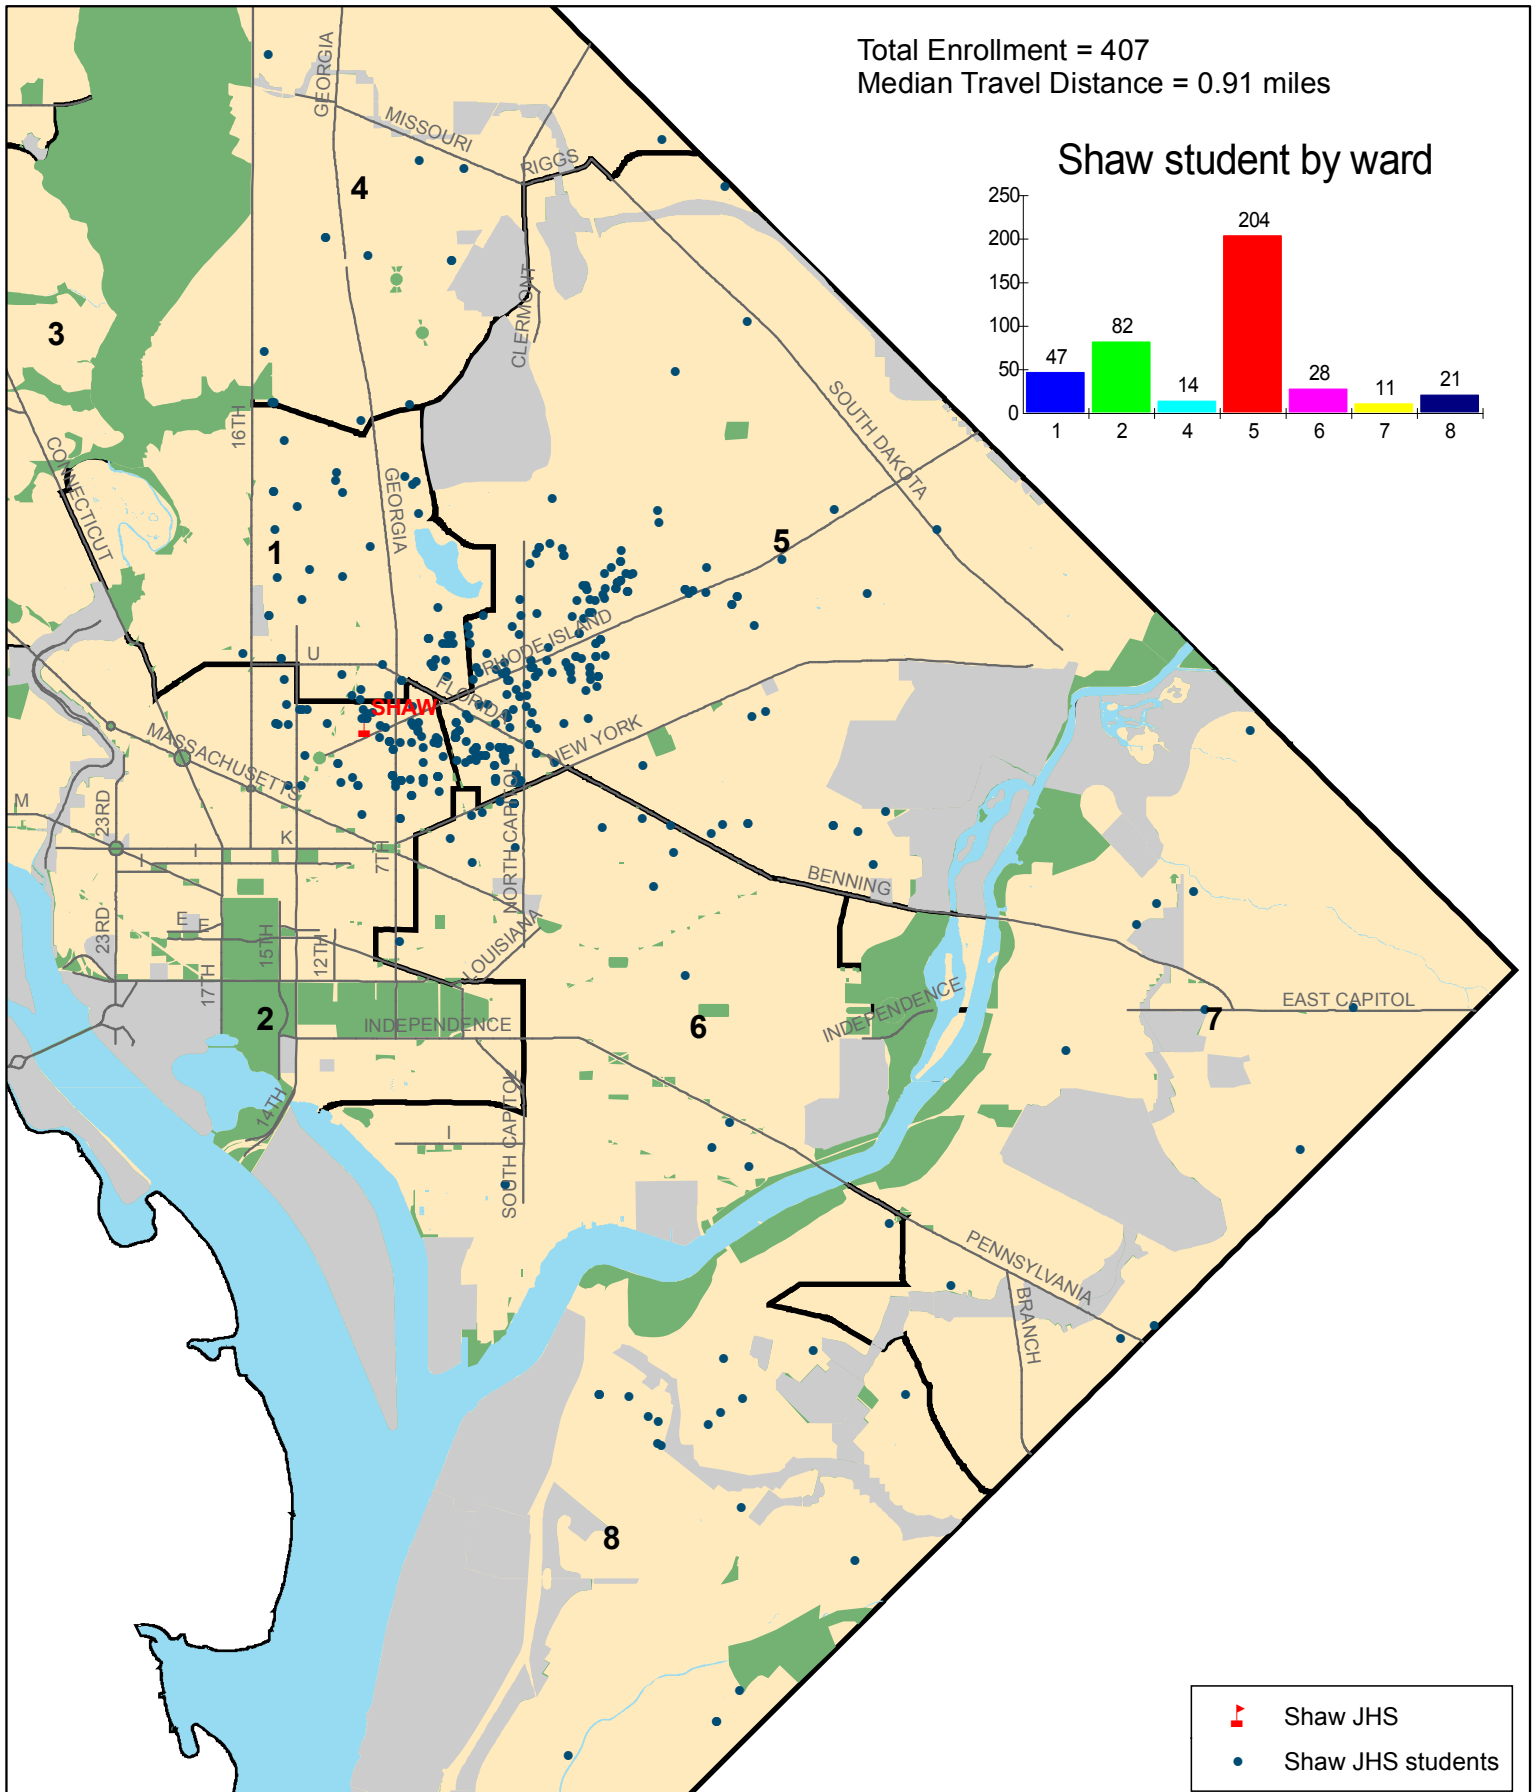 Total Enrollment = 407
Median Travel Distance = 0.91 miles
Shaw student by ward
250
200
150
100
50
0
47
82
14
204
28
11
21
1
2
4
5
6
7
8
GEORGIA
MISSOURI
RIGGS
4
3
CLERMONT
16TH
CONNECTICUT
GEORGIA
SOUTH DAKOTA
1
5
U
RHODE ISLAND
FLORIDA
SHAW
MASSACHUSETTS
NEW YORK
M
23RD
K
I
I
7TH
NORTH CAPITOL
BENNING
E
E
23RD
15TH
12TH
17TH
LOUISIANA
2
INDEPENDENCE
6
INDEPENDENCE
7
EAST CAPITOL
14TH
I
SOUTH CAPITOL
PENNSYLVANIA
BRANCH
8
Shaw JHS
Shaw JHS students